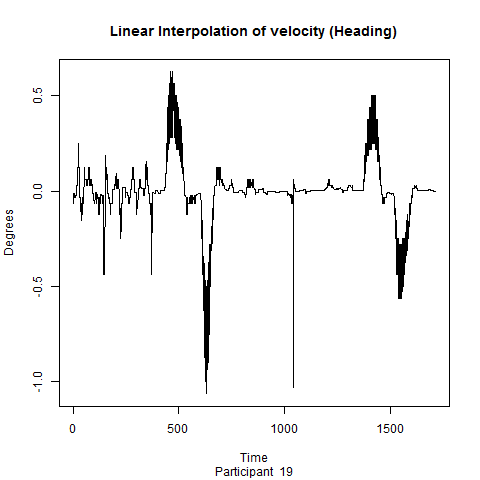 Linear Interpolation of velocity (Heading)
0.5
0.0
-0.5
-1.0
Degrees
0 500 1000 1500
Time
Participant 19